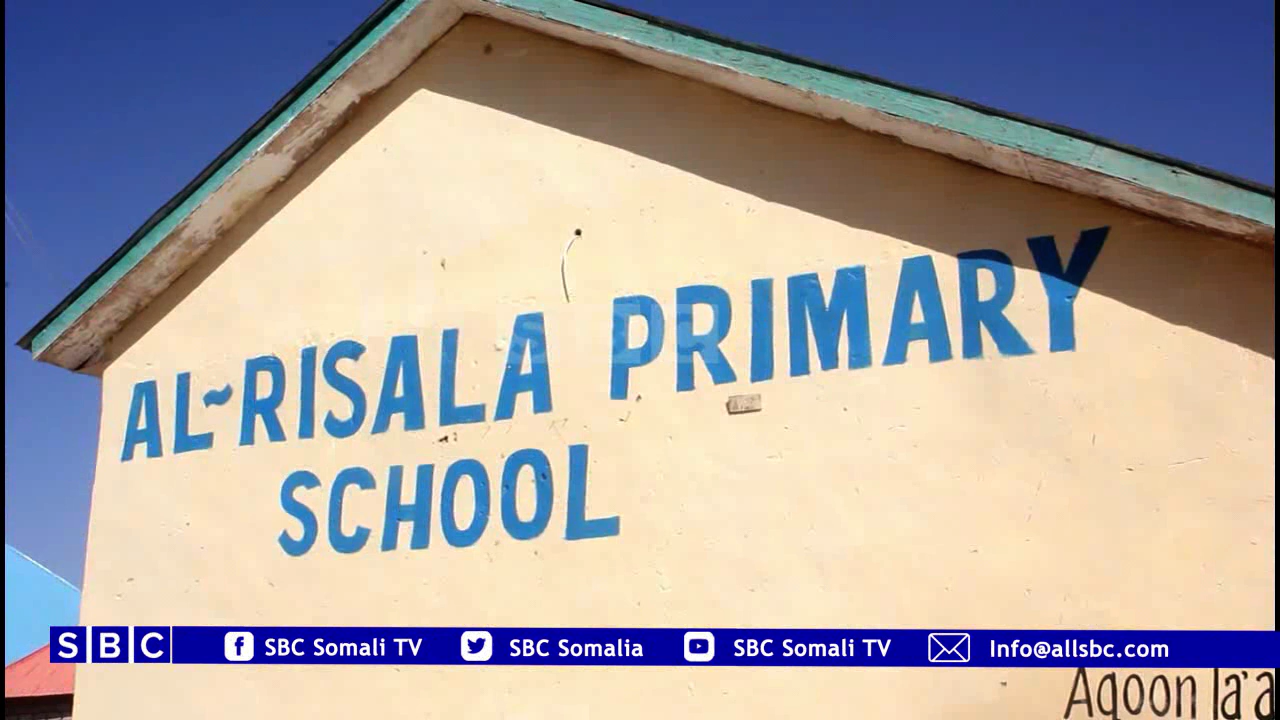 AL~RISALA PRIMARY
SCHOOL
SBC
SBC Somali TV
SBC Somalia
SBC Somali TV
Info@allsbc.com
Aqoon la'a